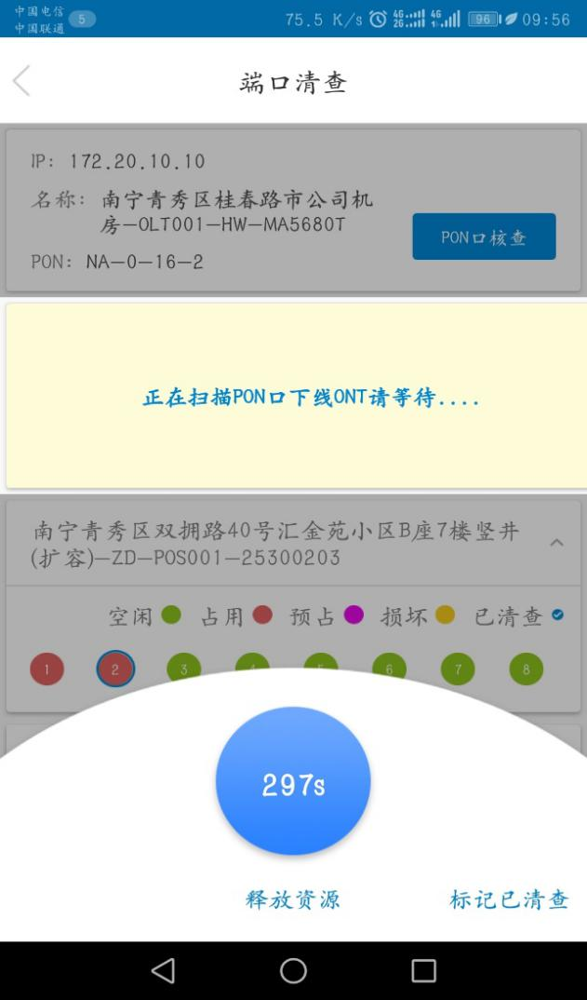 中国电信
中国联通
5
75.5 K/s 4G 2G 4G 96 09:56
端口清查
IP: 172.20.10.10
名称: 南宁青秀区桂春路市公司机
房-OLT001-HW-MA5680T
PON口核查
PON: NA-0-16-2
正在扫描PON口下线ONT请等待....
南宁青秀区双拥路40号汇金苑小区B座7楼竖井
(扩容)-ZD-POS001-25300203
空闲 占用 预占 损坏 已清查
1 2 3 4 5 6 7 8
297s
释放资源 标记已清查